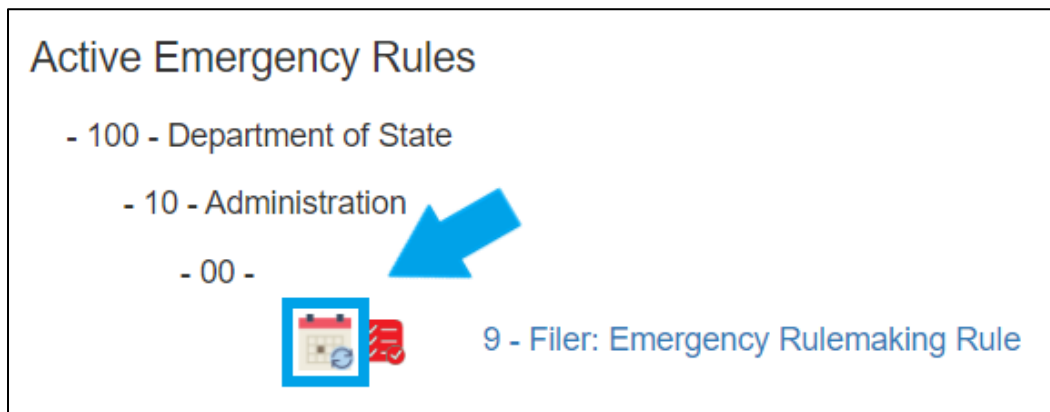 Active Emergency Rules
- 100 - Department of State
- 10 - Administration
- 00 -
9 - Filer: Emergency Rulemaking Rule